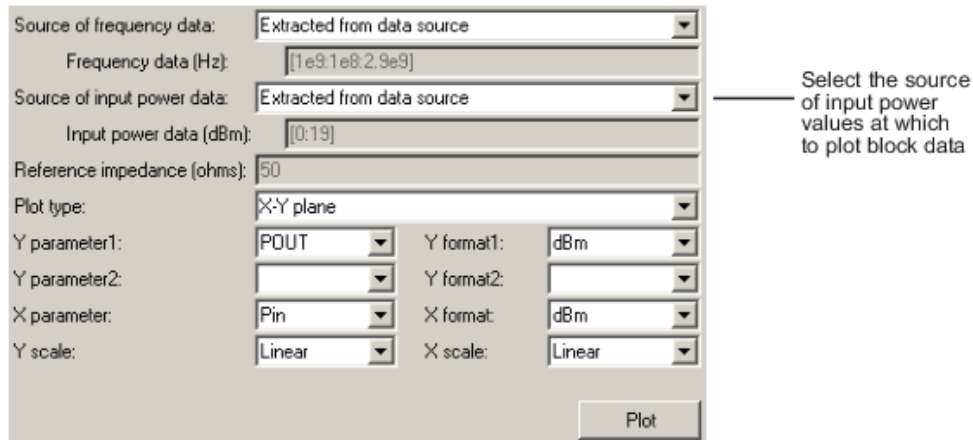 Source of frequency data: Extracted from data source
Frequency data (Hz): [1e9:1e8:2.9e9]
Source of input power data: Extracted from data source
Input power data (dBm): [0:19]
Reference impedance (ohms): 50
Plot type: X-Y plane
Y parameter1: POUT Y format1: dBm
Y parameter2: Y format2:
X parameter: Pin X format: dBm
Y scale: Linear X scale: Linear
Plot
Select the source
of input power
values at which
to plot block data